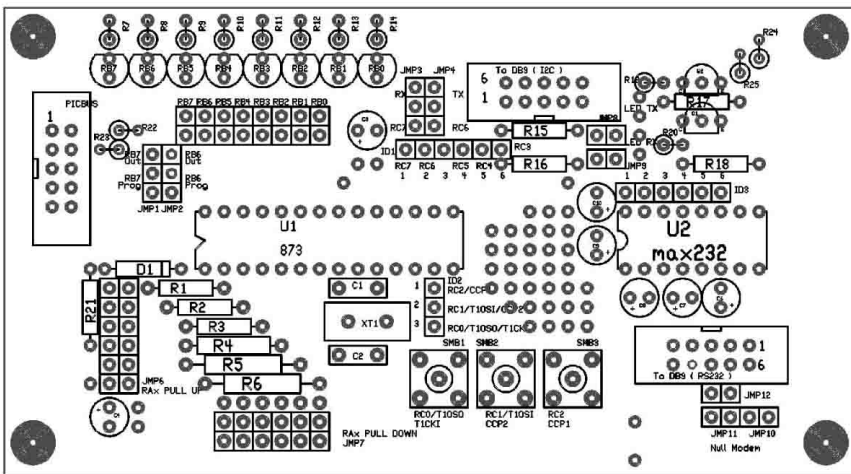 R7 R8 R9 R10 R11 R12 R13 R14
RB7 RB6 RB5 RB4 RB3 RB2 RB1 RB0
JMP3 JMP4
RX TX
RC7 RC6
To DB9 ( I2C )
6
1
R24
R25
LED TX
R17
R20
PICBUS
1
R22
R23
RB7 RB6 RB5 RB4 RB3 RB2 RB1 RB0
RB7 Out
RB6 Out
RB7 Prog
RB6 Prog
JMP1 JMP2
ID1
RC7 RC6 RC5 RC4 RC3
1 2 3 4 5 6
R15
R16
JMP8
JMP9
R18
1 2 3 4 5 6
ID3
U1
873
U2
max232
D1
R21
R1
R2
R3
R4
R5
R6
C1
XT1
C2
ID2
1 RC2/CCP
2 RC1/T1OSI/CCP2
3 RC0/T1OSO/T1CK
SMB1 SMB2 SMB3
RC0/T1OSO
T1CKI
RC1/T1OSI
CCP2
RC2
CCP1
JMP6
RAx PULL UP
RAx PULL DOWN
JMP7
1
6
To DB9 ( RS232 )
JMP12
JMP11 JMP10
Null Modem